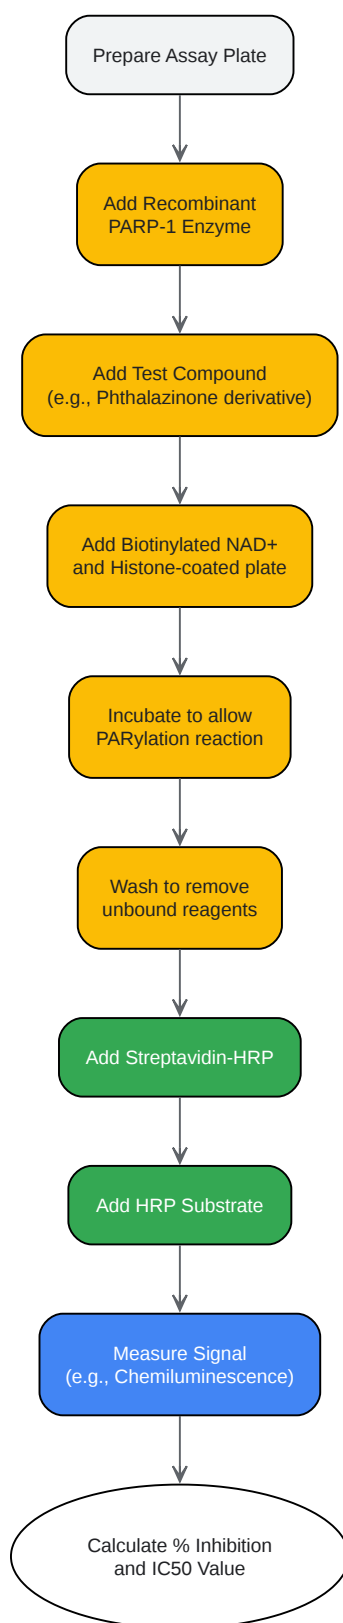 Prepare Assay Plate
Add Recombinant
PARP-1 Enzyme
Add Test Compound
(e.g., Phthalazinone derivative)
Add Biotinylated NAD+
and Histone-coated plate
Incubate to allow
PARylation reaction
Wash to remove
unbound reagents
Add Streptavidin-HRP
Add HRP Substrate
Measure Signal
(e.g., Chemiluminescence)
Calculate % Inhibition
and IC50 Value